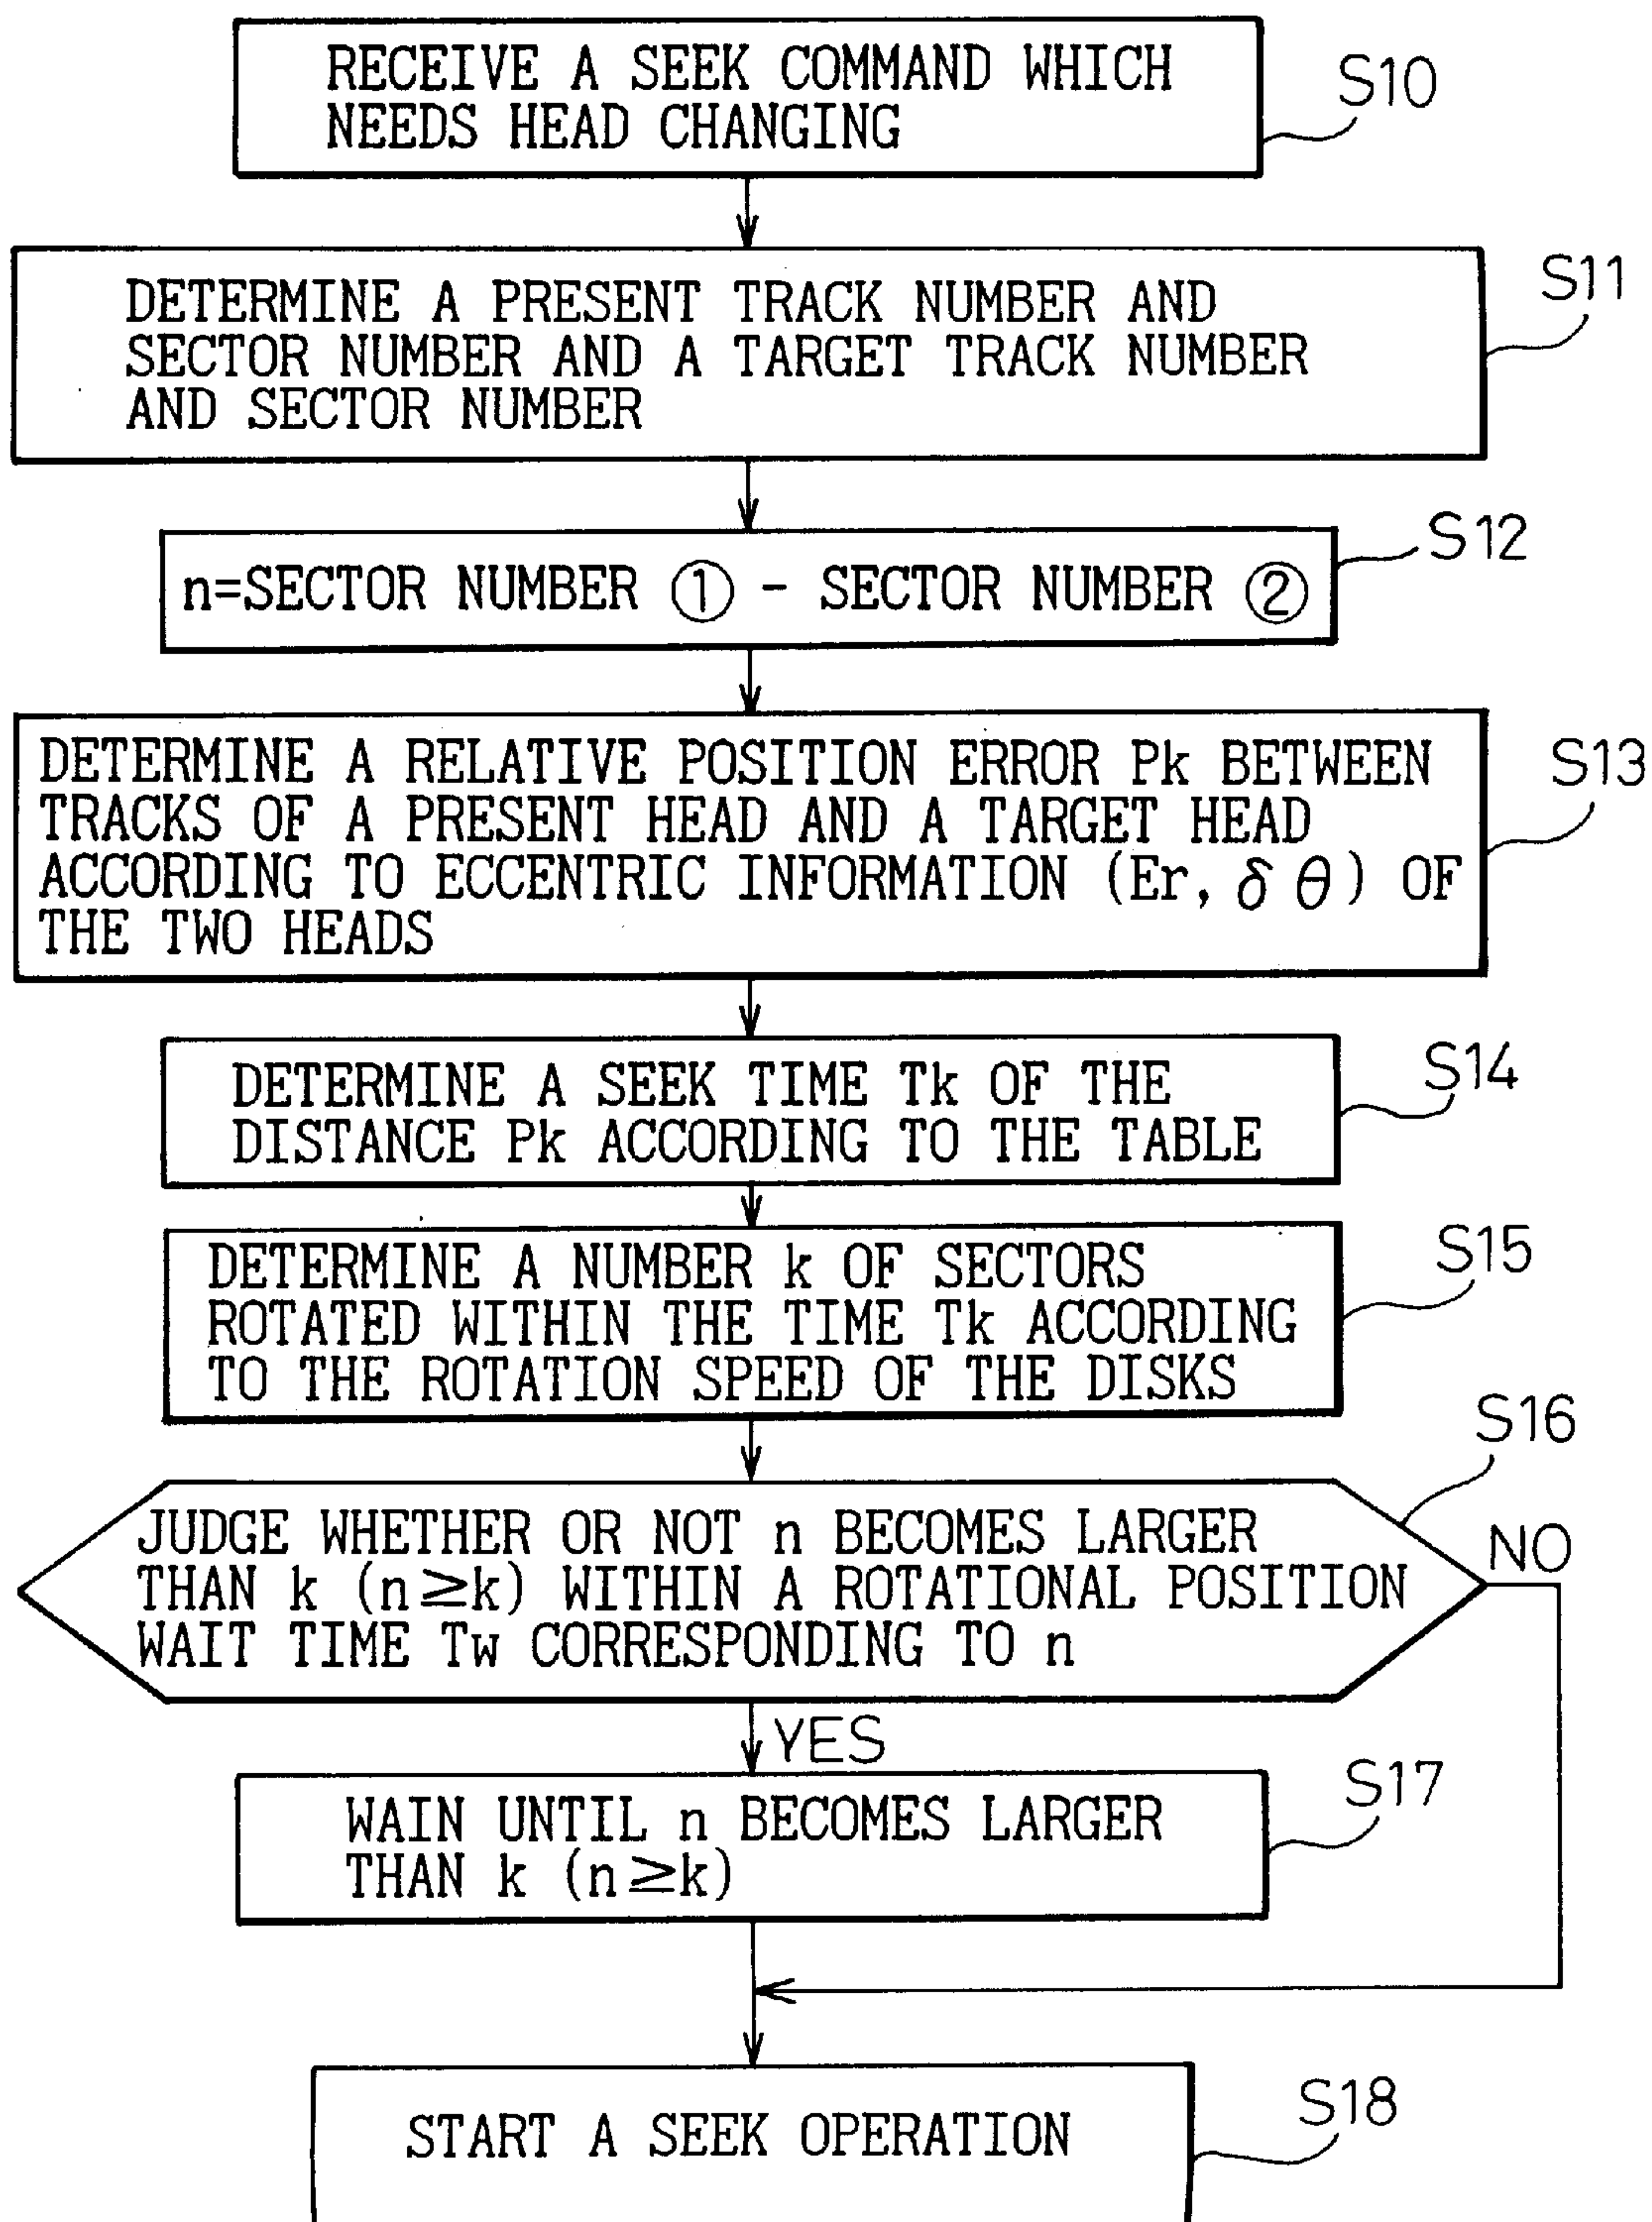 RECEIVE A SEEK COMMAND WHICH
NEEDS HEAD CHANGING
S10
DETERMINE A PRESENT TRACK NUMBER AND
SECTOR NUMBER AND A TARGET TRACK NUMBER
AND SECTOR NUMBER
S11
n=SECTOR NUMBER ① - SECTOR NUMBER ②
S12
DETERMINE A RELATIVE POSITION ERROR Pk BETWEEN
TRACKS OF A PRESENT HEAD AND A TARGET HEAD
ACCORDING TO ECCENTRIC INFORMATION (Er, δ θ) OF
THE TWO HEADS
S13
DETERMINE A SEEK TIME Tk OF THE
DISTANCE Pk ACCORDING TO THE TABLE
S14
DETERMINE A NUMBER k OF SECTORS
ROTATED WITHIN THE TIME Tk ACCORDING
TO THE ROTATION SPEED OF THE DISKS
S15
JUDGE WHETHER OR NOT n BECOMES LARGER
THAN k (n≧k) WITHIN A ROTATIONAL POSITION
WAIT TIME Tw CORRESPONDING TO n
S16
NO
YES
WAIN UNTIL n BECOMES LARGER
THAN k (n≧k)
S17
START A SEEK OPERATION
S18